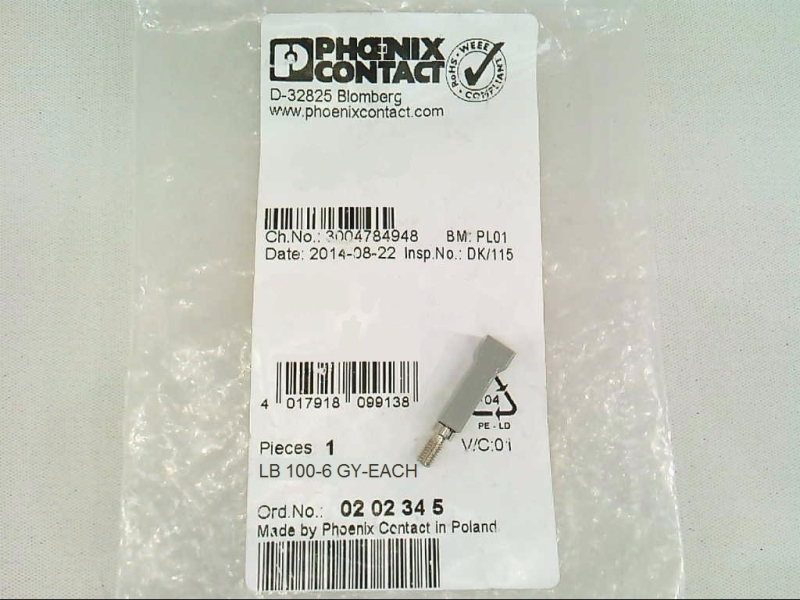 PHOENIX
CONTACT
WEEE
RoHS
COMPLIANT
D-32825 Blomberg
www.phoenixcontact.com
Ch.No.: 3004784948 BM: PL01
Date: 2014-08-22 Insp.No.: DK/115
4 017918 099138
04
PE - LD
Pieces 1 V/C:01
LB 100-6 GY-EACH
Ord.No.: 02 02 34 5
Made by Phoenix Contact in Poland